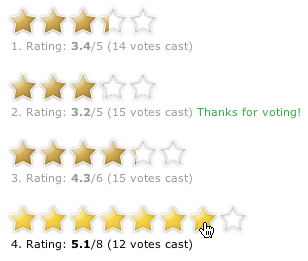 1. Rating: 3.4/5 (14 votes cast)
2. Rating: 3.2/5 (15 votes cast) Thanks for voting!
3. Rating: 4.3/6 (15 votes cast)
4. Rating: 5.1/8 (12 votes cast)